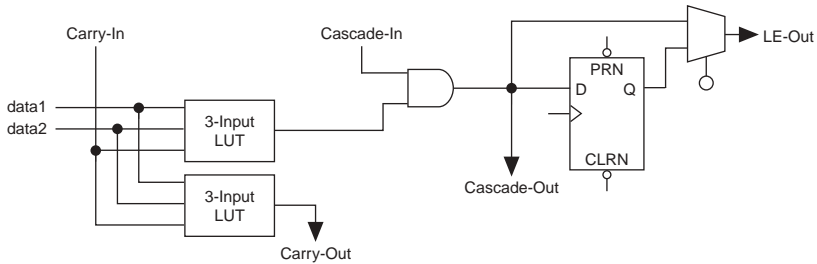 Carry-In
Cascade-In
LE-Out
PRN
data1
D
Q
data2
3-Input
LUT
CLRN
Cascade-Out
3-Input
LUT
Carry-Out